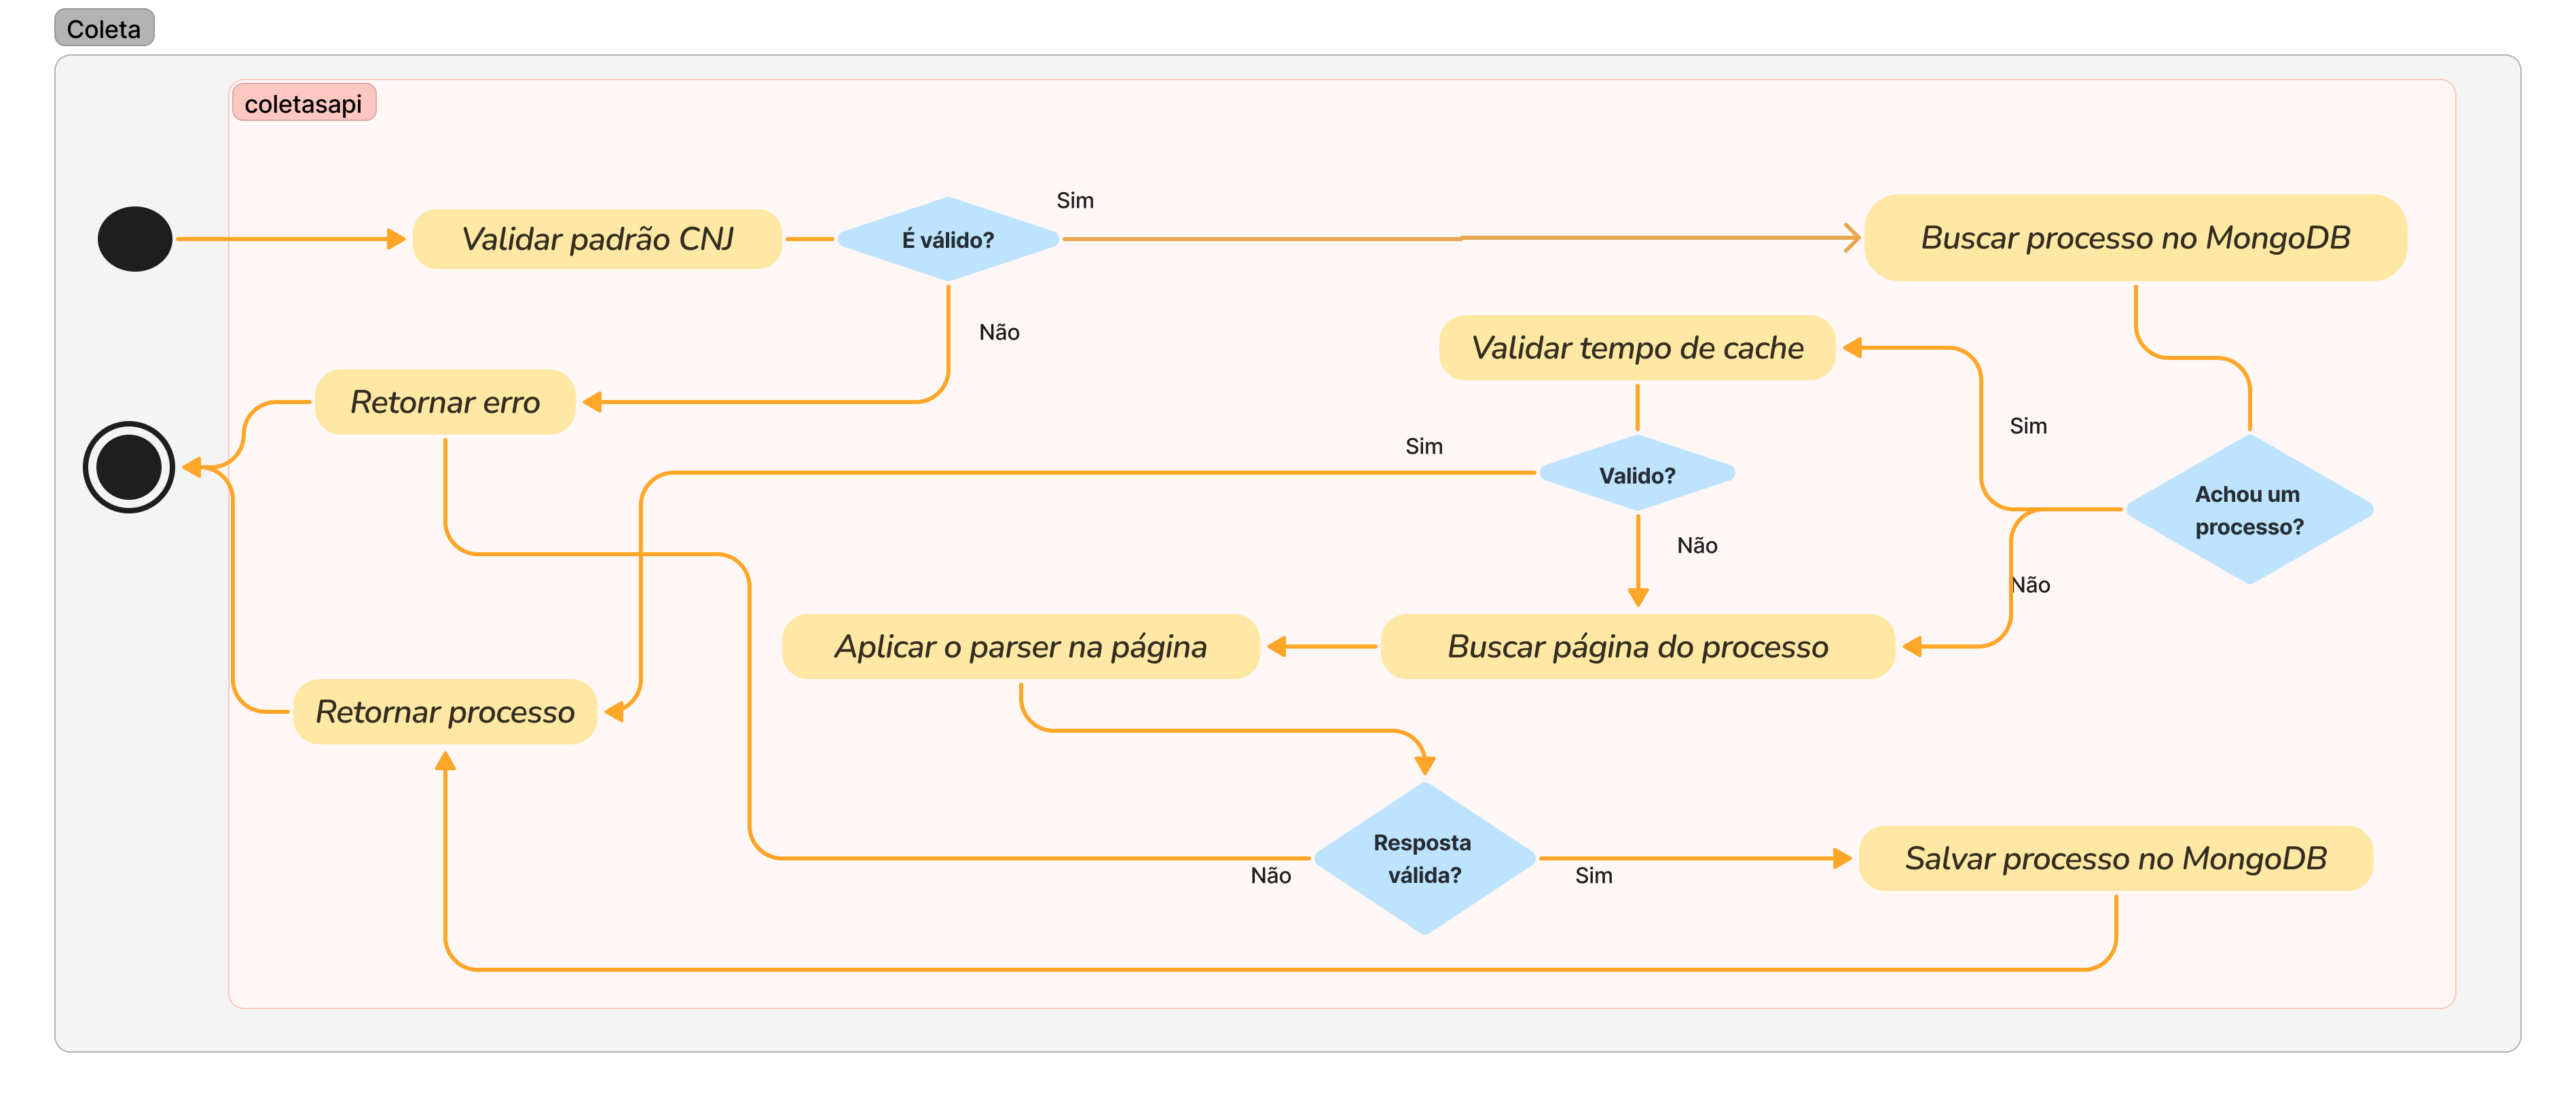 Coleta
coletasapi
Sim
Validar padrão CNJ
É válido?
Buscar processo no MongoDB
Não
Validar tempo de cache
Retornar erro
Sim
Sim
Valido?
Achou um
processo?
Não
Não
Aplicar o parser na página
Buscar página do processo
Retornar processo
Resposta
válida?
Salvar processo no MongoDB
Não
Sim